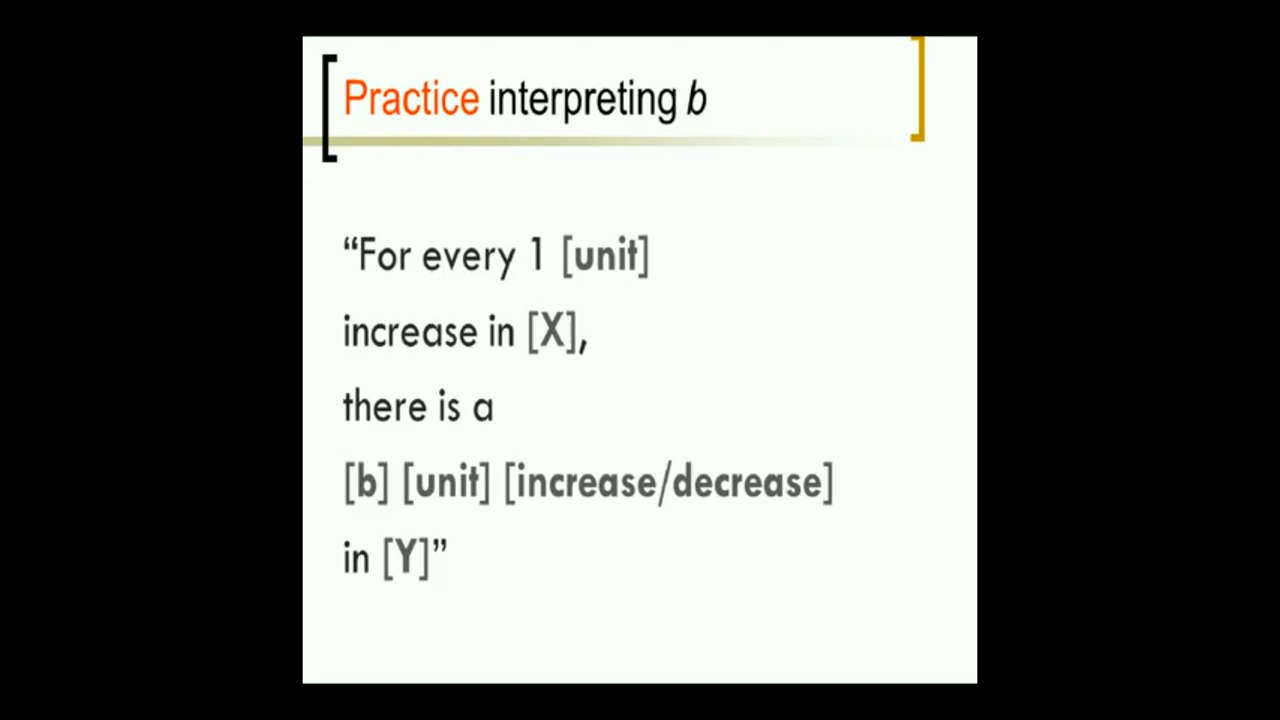 Practice interpreting b
“For every 1 [unit]
increase in [X],
there is a
[b] [unit] [increase/decrease]
in [Y]”